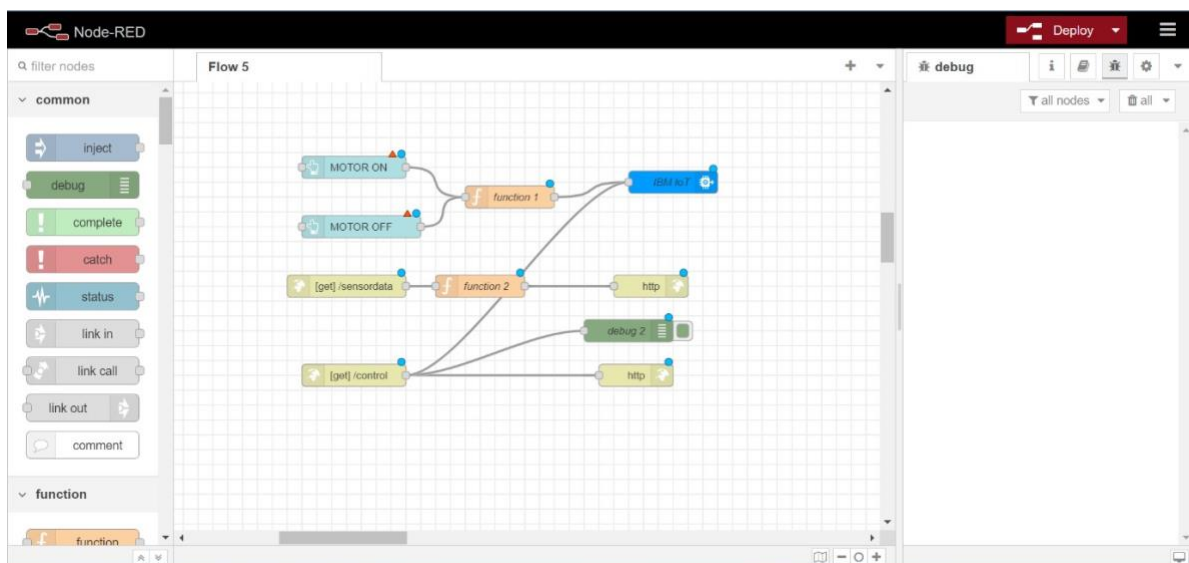 Node-RED
Deploy
filter nodes
Flow 5
debug
i
all nodes
all
common
inject
debug
complete
catch
status
link in
link call
link out
comment
function
function
MOTOR ON
MOTOR OFF
f function 1
IBM IoT
[get] /sensordata
f function 2
http
debug 2
[get] /control
http